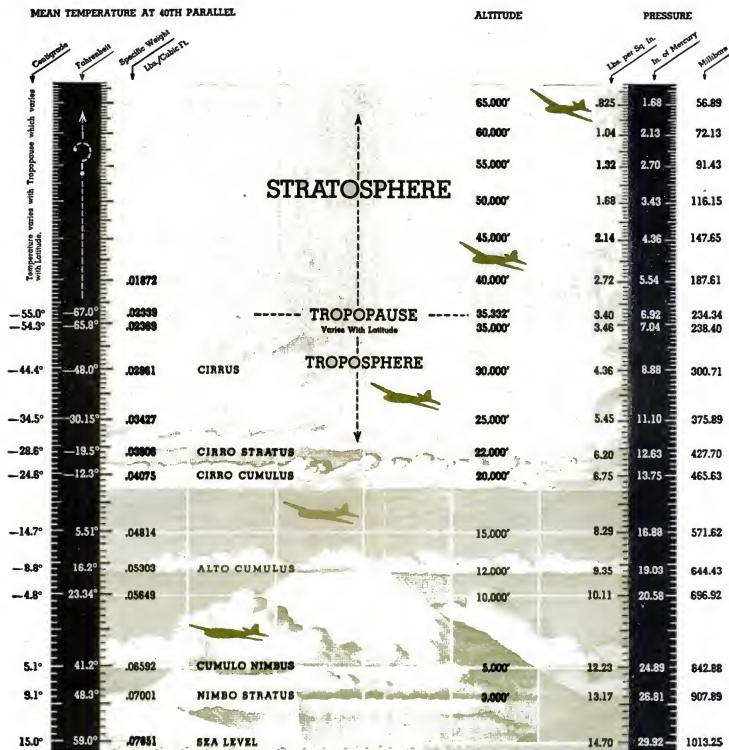 MEAN TEMPERATURE AT 40TH PARALLEL ALTITUDE PRESSURE
Centigrade Fahrenheit Specific Weight Lbs./Cubic Ft. Lbs. per Sq. In. In. of Mercury Millibars
Temperature varies with Tropopause which varies with Latitude.
65.000' .825 1.68 56.89
60.000' 1.04 2.13 72.13
55.000' 1.32 2.70 91.43
STRATOSPHERE
50.000' 1.68 3.43 116.15
45.000' 2.14 4.36 147.65
.01872 40.000' 2.72 5.54 187.61
—55.0° —67.0° .02339 TROPOPAUSE 35.332' 3.40 6.92 234.34
Varies With Latitude
—54.3° —65.8° .02369 35.000' 3.46 7.04 238.40
TROPOSPHERE
—44.4° —48.0° .02861 CIRRUS 30.000' 4.36 8.88 300.71
—34.5° —30.15° .03427 25.000' 5.45 11.10 375.89
—28.6° —19.5° .03806 CIRRO STRATUS 22.000' 6.20 12.63 427.70
—24.6° —12.3° .04075 CIRRO CUMULUS 20.000' 6.75 13.75 465.63
—14.7° 5.51° .04814 15.000' 8.29 16.88 571.62
—8.8° 16.2° .05303 ALTO CUMULUS 12.000' 9.35 19.03 644.43
—4.8° 23.34° .05649 10.000' 10.11 20.58 696.92
5.1° 41.2° .06592 CUMULO NIMBUS 5.000' 12.23 24.89 842.88
9.1° 48.3° .07001 NIMBO STRATUS 13.17 26.81 907.89
15.0° 59.0° .07651 SEA LEVEL 14.70 29.92 1013.25